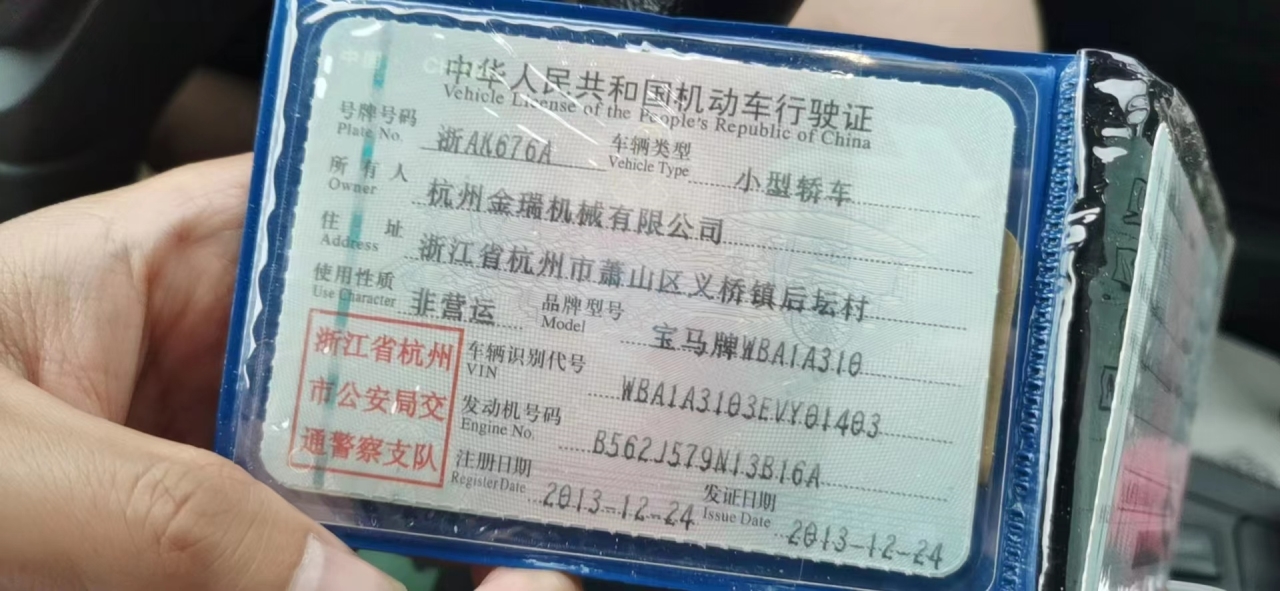 中华人民共和国机动车行驶证
Vehicle License of the People's Republic of China
号牌号码 浙AK676A 车辆类型 小型轿车
Plate No. Vehicle Type
所有人 杭州金瑞机械有限公司
Owner
住址 浙江省杭州市萧山区义桥镇后坛村
Address
使用性质 非营运 品牌型号 宝马牌WBA1A310
Use Character Model
浙江省杭州
市公安局交
通警察支队
车辆识别代号 WBA1A3103EVY01403
VIN
发动机号码 B562J579N13B16A
Engine No.
注册日期 2013-12-24 发证日期 2013-12-24
Register Date Issue Date